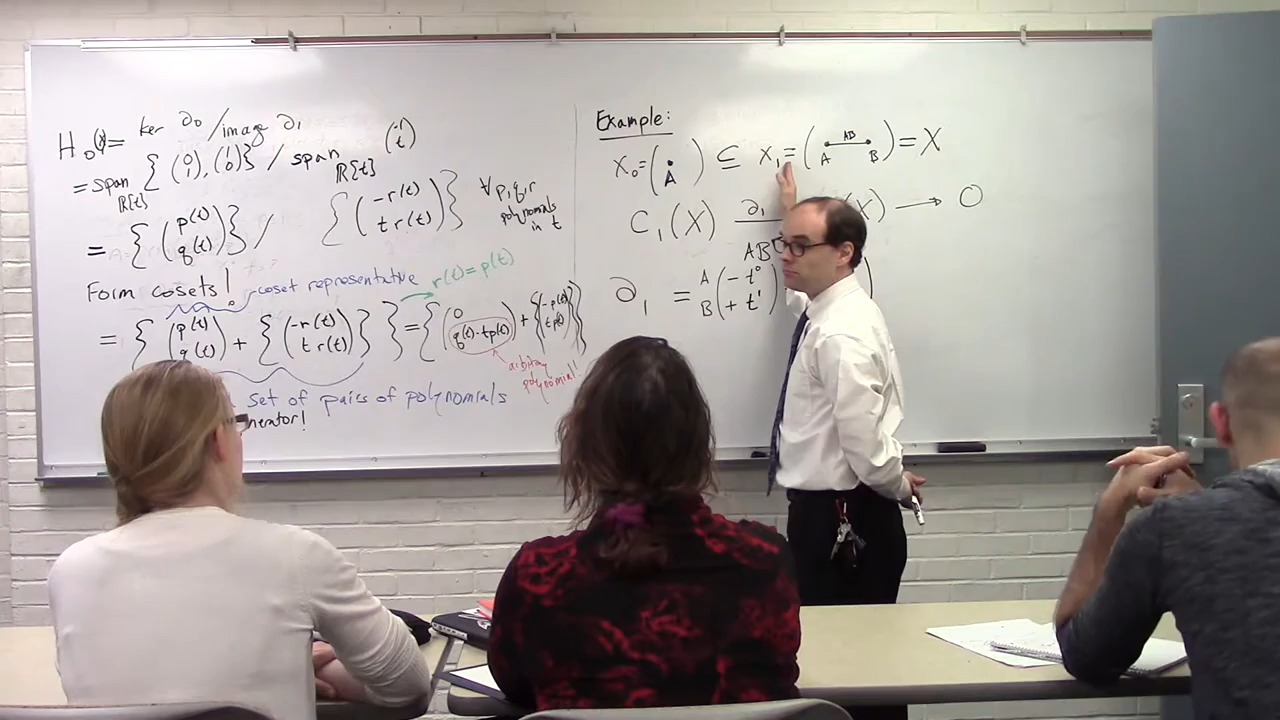 H₀(X) = ker ∂₀ / image ∂₁
= span_ℝ[t] { (0 1), (1 0) } / span_ℝ[t] (-1 t)
= { (p(t) q(t)) } / { (-r(t) t r(t)) } ∀ p, q, r
polynomials
in t
Form cosets!
coset representative
r(t) = p(t)
= { (p(t) q(t)) + { (-r(t) t r(t)) } } = { (0 q(t)-tp(t)) + { (-p(t) t p(t)) } }
arbitrary
polynomial!
set of pairs of polynomials
Example:
X₀ = ( A ) ⊆ X₁ = ( A AB B ) = X
C₁(X) ∂₁ (X) → 0
AB
∂₁ = A B ( -t⁰ +t¹ )